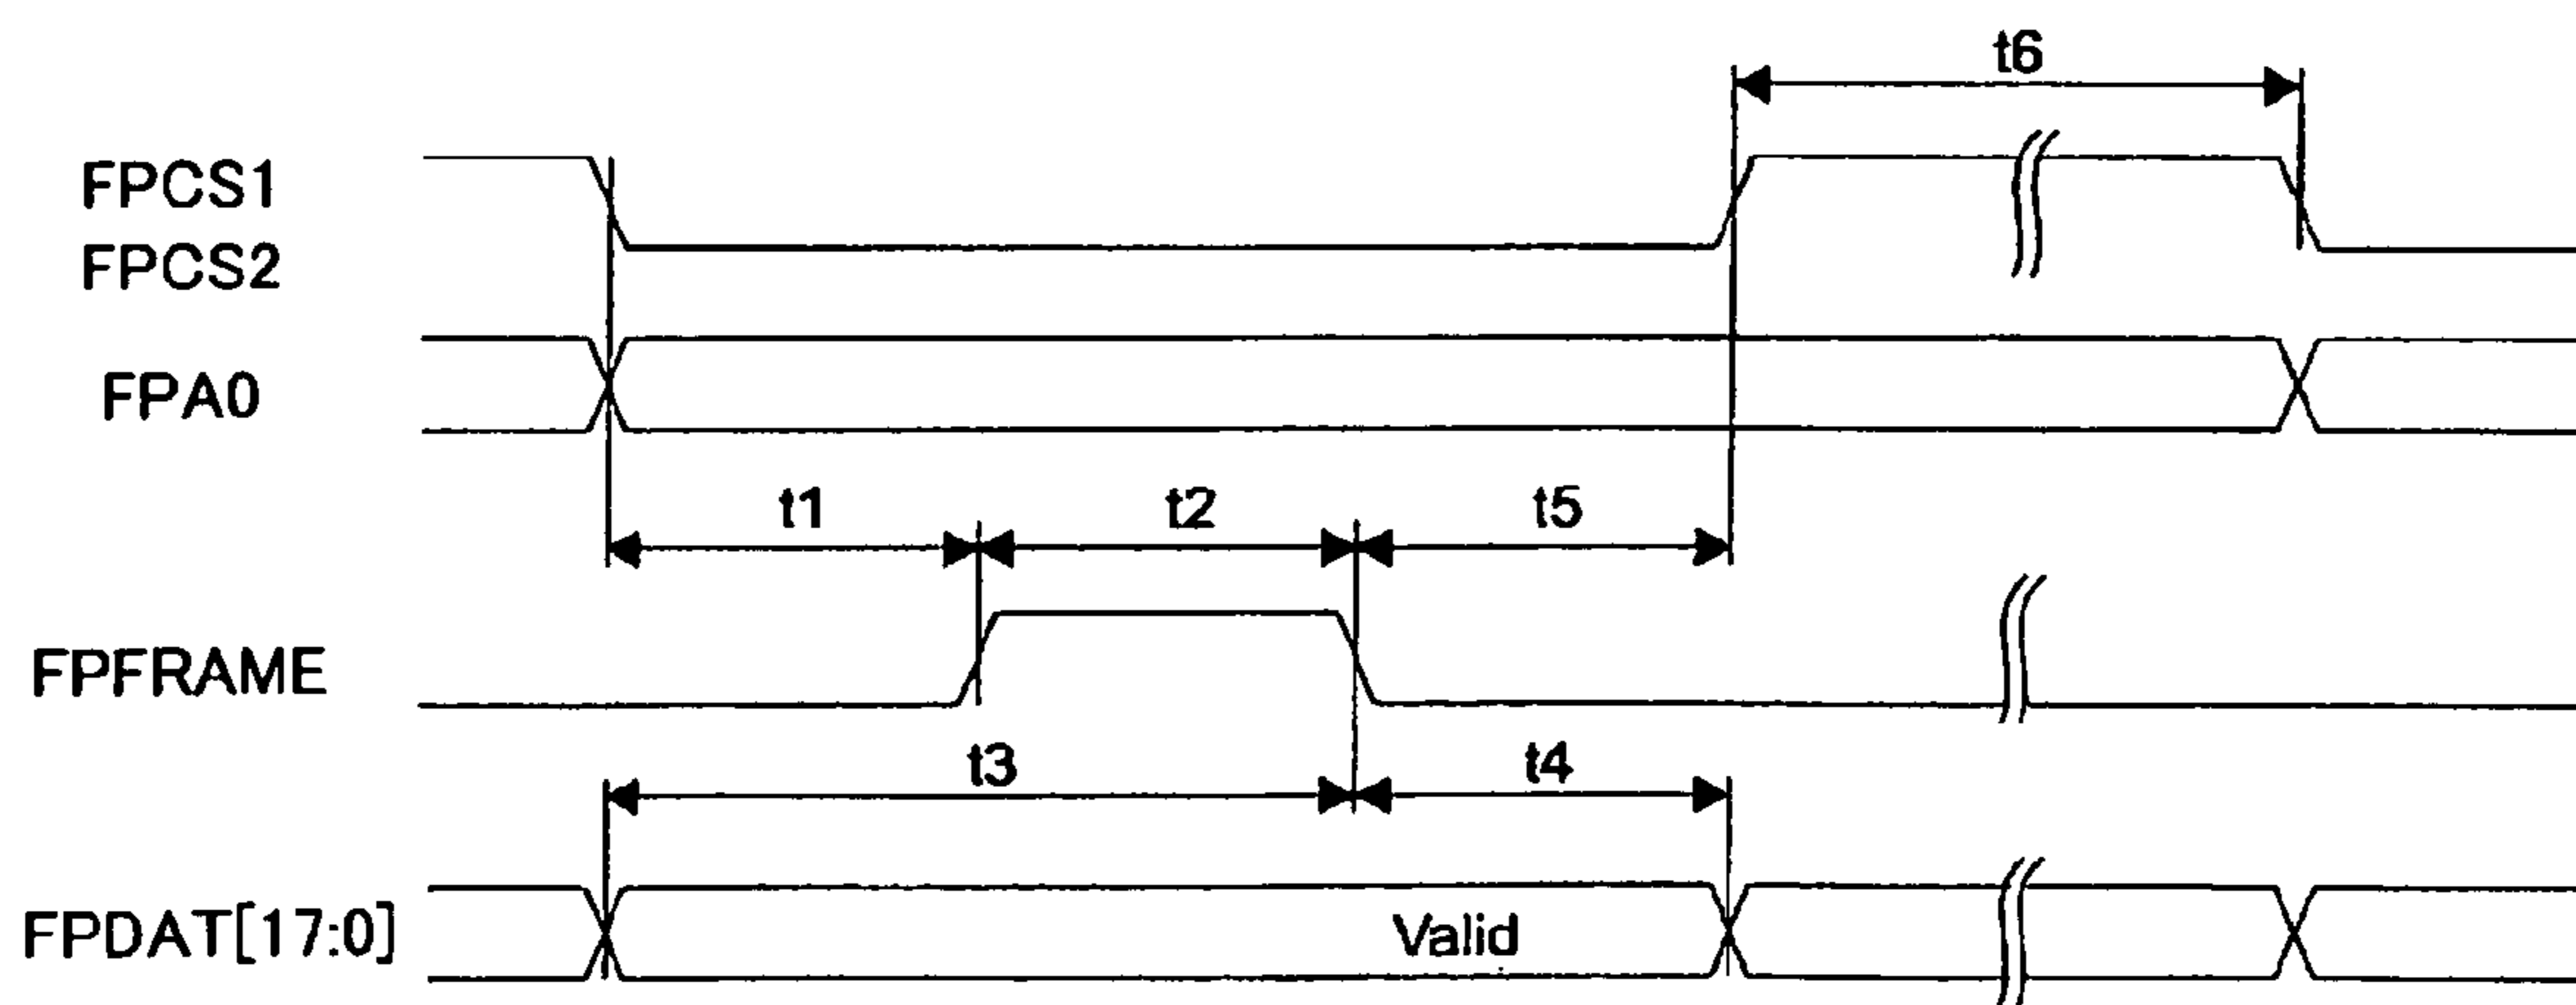 t6
FPCS1
FPCS2
FPA0
t1 t2 t5
FPFRAME
t3 t4
FPDAT[17:0] Valid